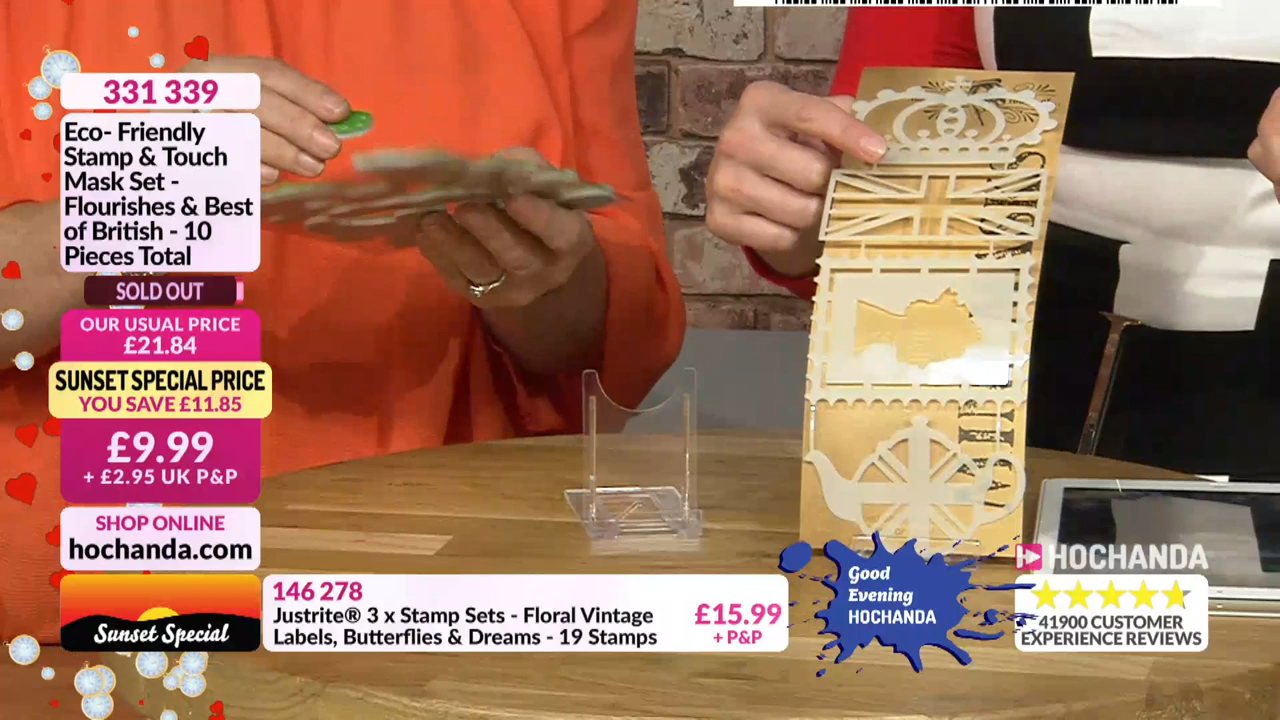 331 339
Eco- Friendly
Stamp & Touch
Mask Set -
Flourishes & Best
of British - 10
Pieces Total
SOLD OUT
OUR USUAL PRICE
£21.84
SUNSET SPECIAL PRICE
YOU SAVE £11.85
£9.99
+ £2.95 UK P&P
SHOP ONLINE
hochanda.com
Sunset Special
146 278
Justrite® 3 x Stamp Sets - Floral Vintage
Labels, Butterflies & Dreams - 19 Stamps
£15.99
+ P&P
Good
Evening
HOCHANDA
HOCHANDA
41900 CUSTOMER
EXPERIENCE REVIEWS